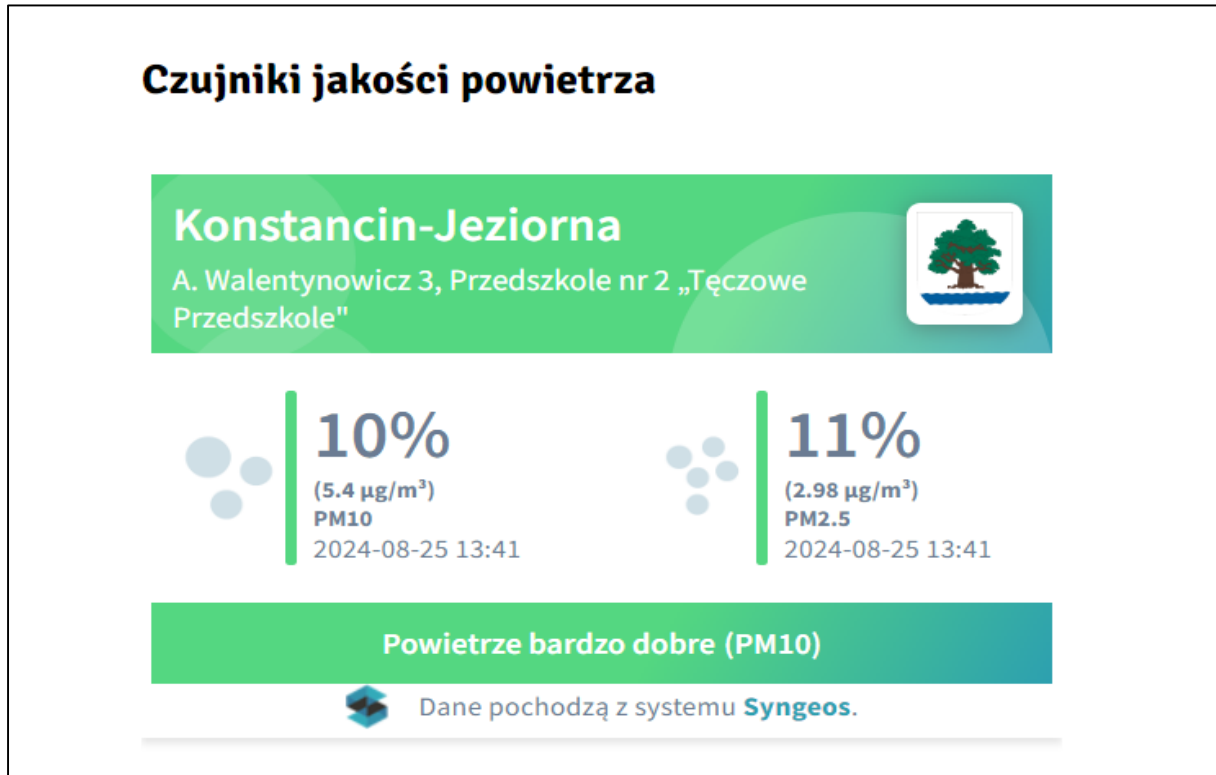 Czujniki jakości powietrza
Konstancin-Jeziorna
A. Walentynowicz 3, Przedszkole nr 2 „Tęczowe
Przedszkole"
10%
(5.4 µg/m³)
PM10
2024-08-25 13:41
11%
(2.98 µg/m³)
PM2.5
2024-08-25 13:41
Powietrze bardzo dobre (PM10)
Dane pochodzą z systemu Syngeos.